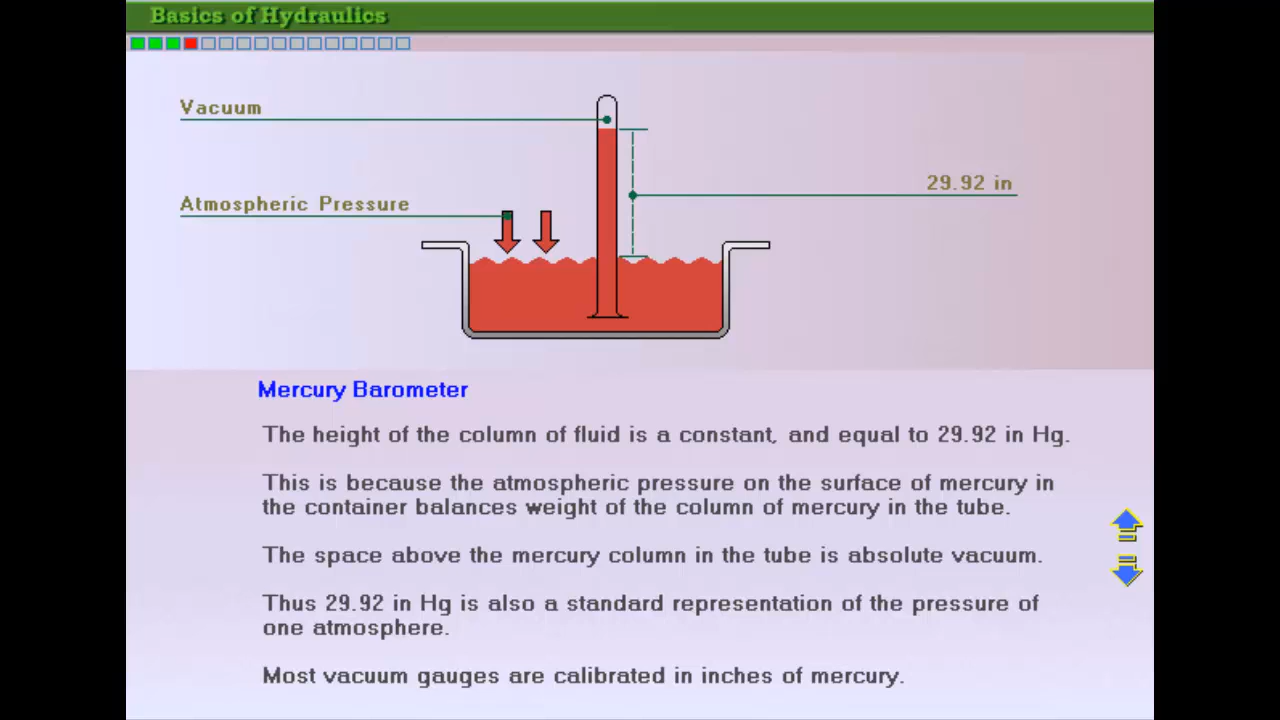 Basics of Hydraulics
Vacuum
29.92 in
Atmospheric Pressure
Mercury Barometer
The height of the column of fluid is a constant, and equal to 29.92 in Hg.
This is because the atmospheric pressure on the surface of mercury in
the container balances weight of the column of mercury in the tube.
The space above the mercury column in the tube is absolute vacuum.
Thus 29.92 in Hg is also a standard representation of the pressure of
one atmosphere.
Most vacuum gauges are calibrated in inches of mercury.